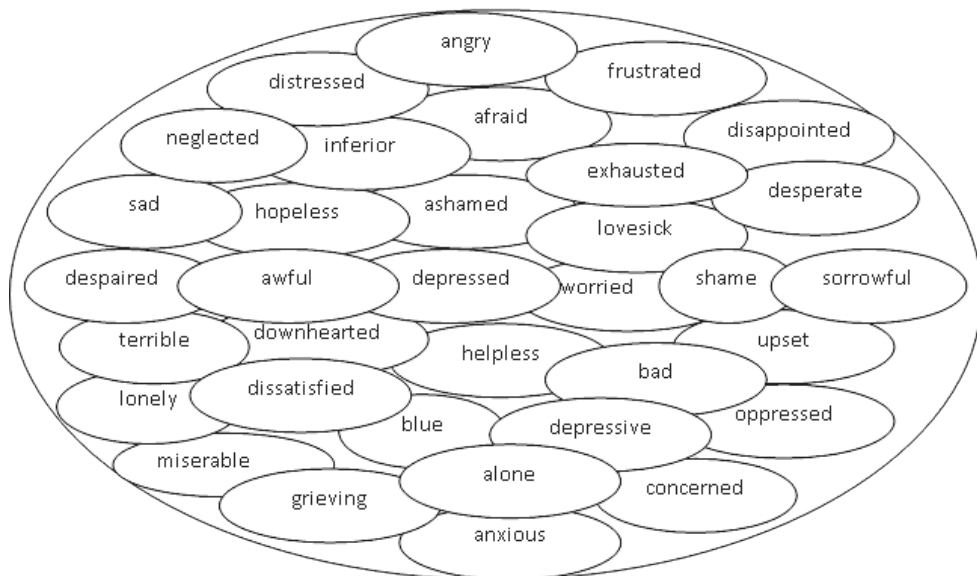 angry
distressed
frustrated
afraid
neglected
inferior
disappointed
exhausted
sad
hopeless
ashamed
lovesick
desperate
despaired
awful
depressed
worried
shame
sorrowful
terrible
downhearted
helpless
bad
upset
lonely
dissatisfied
blue
depressive
oppressed
miserable
grieving
alone
concerned
anxious